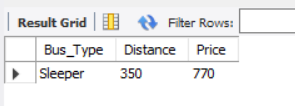 Result Grid Filter Rows:
Bus_Type Distance Price
Sleeper 350 770